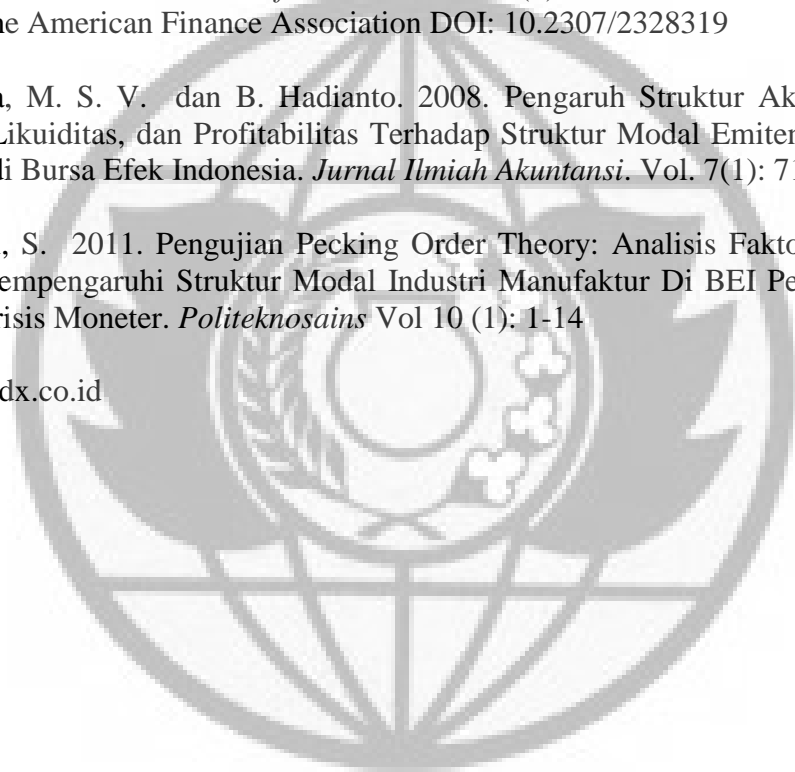 ne American Finance Association DOI: 10.2307/2328319
a, M. S. V. dan B. Hadianto. 2008. Pengaruh Struktur Ak
Likuiditas, dan Profitabilitas Terhadap Struktur Modal Emiten
di Bursa Efek Indonesia. Jurnal Ilmiah Akuntansi. Vol. 7(1): 71
, S. 2011. Pengujian Pecking Order Theory: Analisis Fakto
empengaruhi Struktur Modal Industri Manufaktur Di BEI Pe
risis Moneter. Politeknosains Vol 10 (1): 1-14
dx.co.id